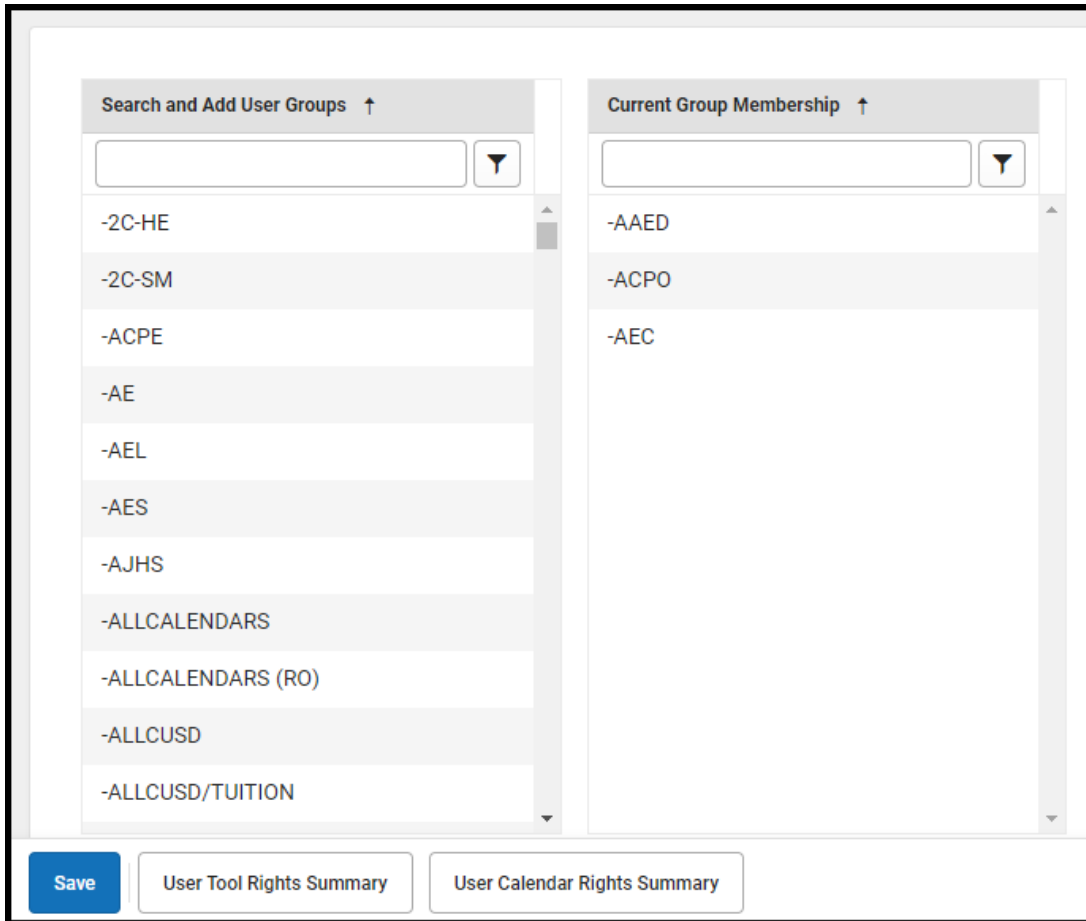 Search and Add User Groups ↑
-2C-HE
-2C-SM
-ACPE
-AE
-AEL
-AES
-AJHS
-ALLCALENDARS
-ALLCALENDARS (RO)
-ALLCUSD
-ALLCUSD/TUITION
Current Group Membership ↑
-AAED
-ACPO
-AEC
Save
User Tool Rights Summary
User Calendar Rights Summary